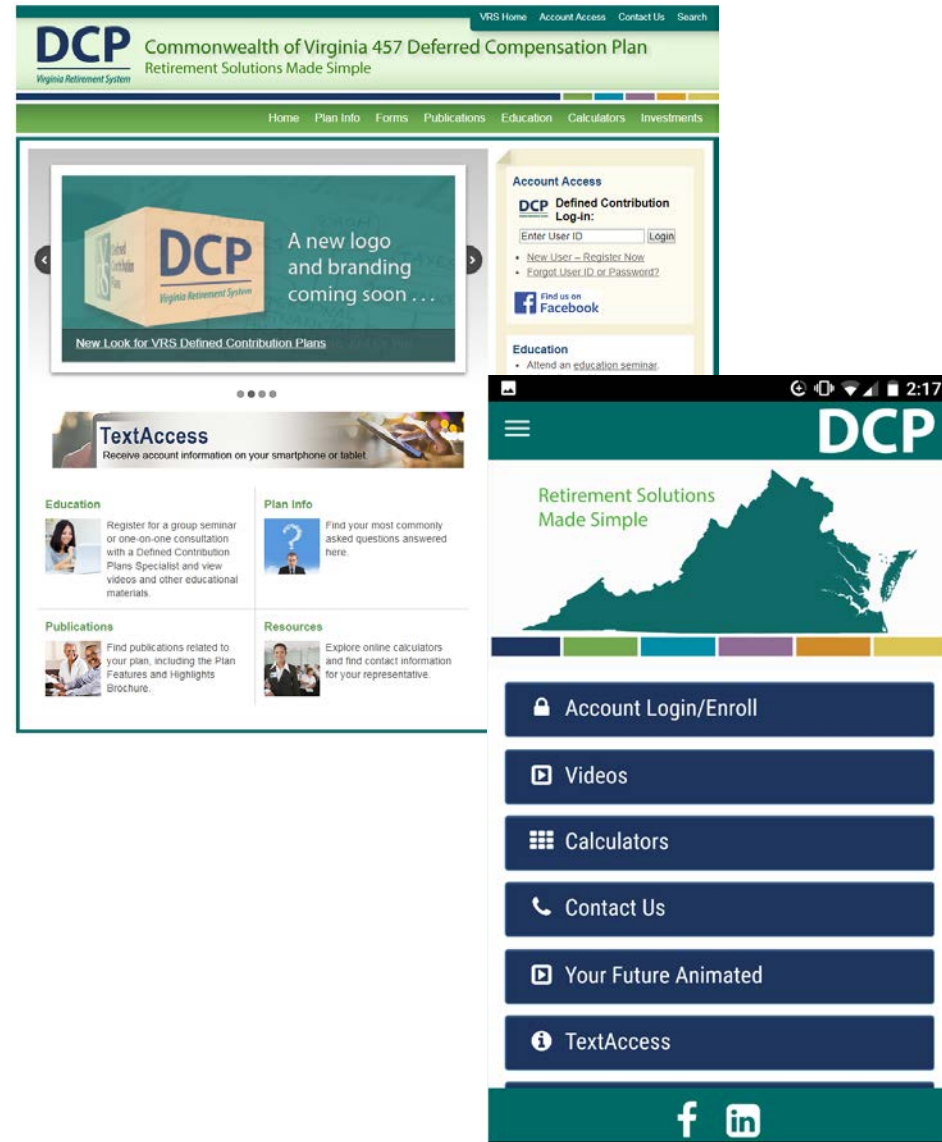 VRS Home Account Access Contact Us Search
DCP
Virginia Retirement System
Commonwealth of Virginia 457 Deferred Compensation Plan
Retirement Solutions Made Simple
Home Plan Info Forms Publications Education Calculators Investments
Defined
Contribution
Plans
DCP
Virginia Retirement System
A new logo
and branding
coming soon . . .
New Look for VRS Defined Contribution Plans
Account Access
DCP Defined Contribution
Log-in:
Enter User ID Login
New User – Register Now
Forgot User ID or Password?
Find us on
Facebook
Education
Attend an education seminar.
TextAccess
Receive account information on your smartphone or tablet.
Education
Register for a group seminar
or one-on-one consultation
with a Defined Contribution
Plans Specialist and view
videos and other educational
materials.
Plan Info
Find your most commonly
asked questions answered
here.
Publications
Find publications related to
your plan, including the Plan
Features and Highlights
Brochure.
Resources
Explore online calculators
and find contact information
for your representative.
2:17
DCP
Retirement Solutions
Made Simple
Account Login/Enroll
Videos
Calculators
Contact Us
Your Future Animated
TextAccess
f in